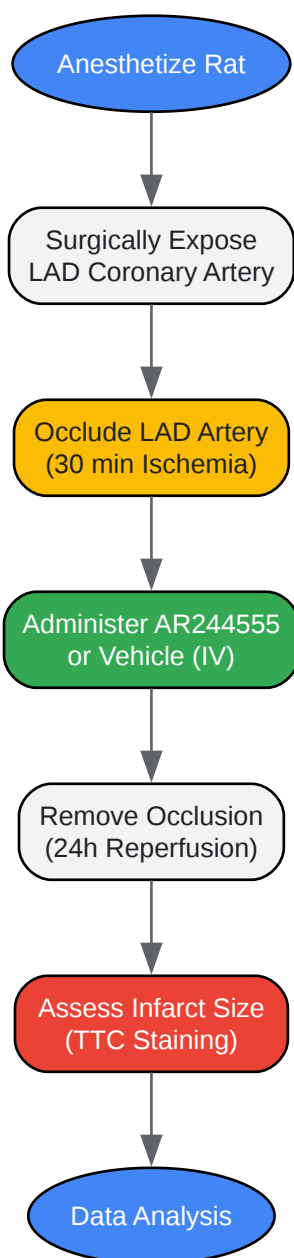 Anesthetize Rat
Surgically Expose
LAD Coronary Artery
Occlude LAD Artery
(30 min Ischemia)
Administer AR244555
or Vehicle (IV)
Remove Occlusion
(24h Reperfusion)
Assess Infarct Size
(TTC Staining)
Data Analysis